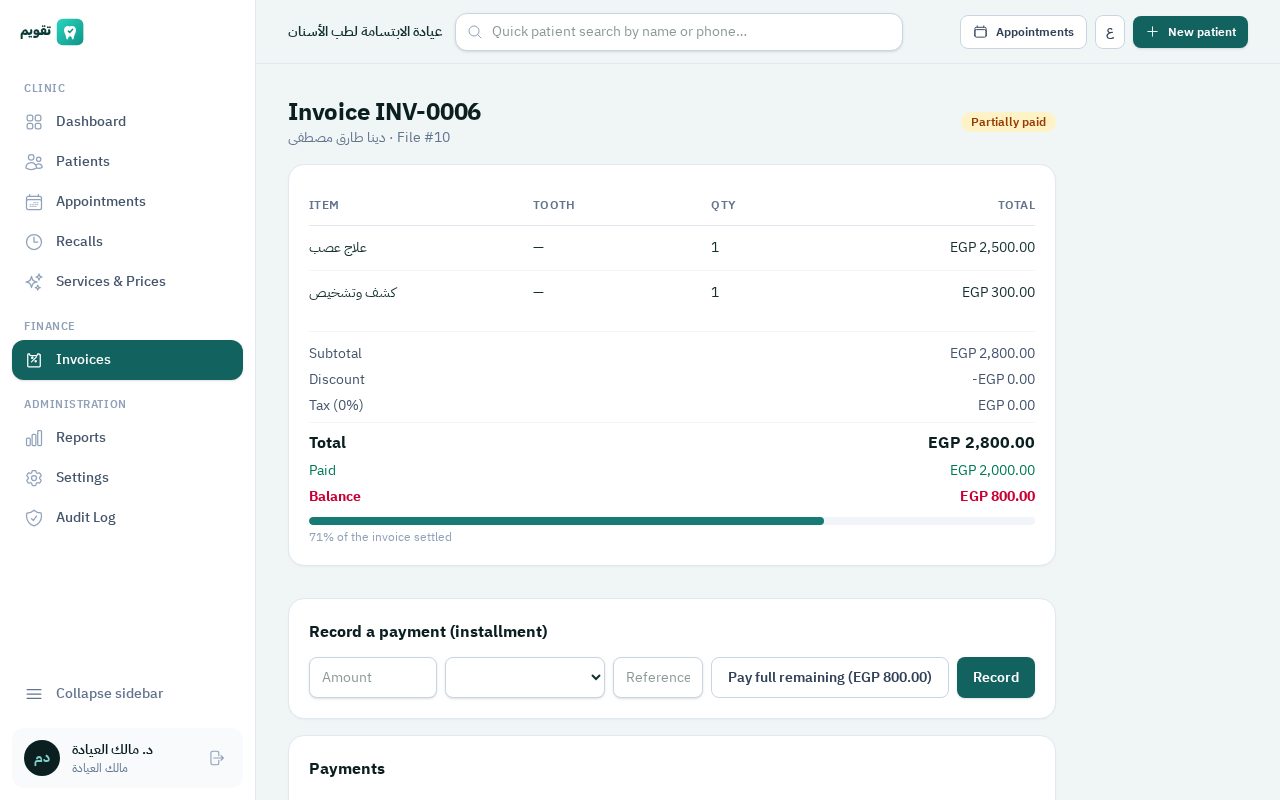 تقويم
CLINIC
Dashboard
Patients
Appointments
Recalls
Services & Prices
FINANCE
Invoices
ADMINISTRATION
Reports
Settings
Audit Log
Collapse sidebar
دم
د. مالك العيادة
مالك العيادة
عيادة الابتسامة لطب الأسنان
Quick patient search by name or phone...
Appointments
ع
New patient
Invoice INV-0006
دينا طارق مصطفى · File #10
Partially paid
ITEM TOOTH QTY TOTAL
علاج عصب — 1 EGP 2,500.00
كشف وتشخيص — 1 EGP 300.00
Subtotal EGP 2,800.00
Discount -EGP 0.00
Tax (0%) EGP 0.00
Total EGP 2,800.00
Paid EGP 2,000.00
Balance EGP 800.00
71% of the invoice settled
Record a payment (installment)
Amount Reference Pay full remaining (EGP 800.00) Record
Payments